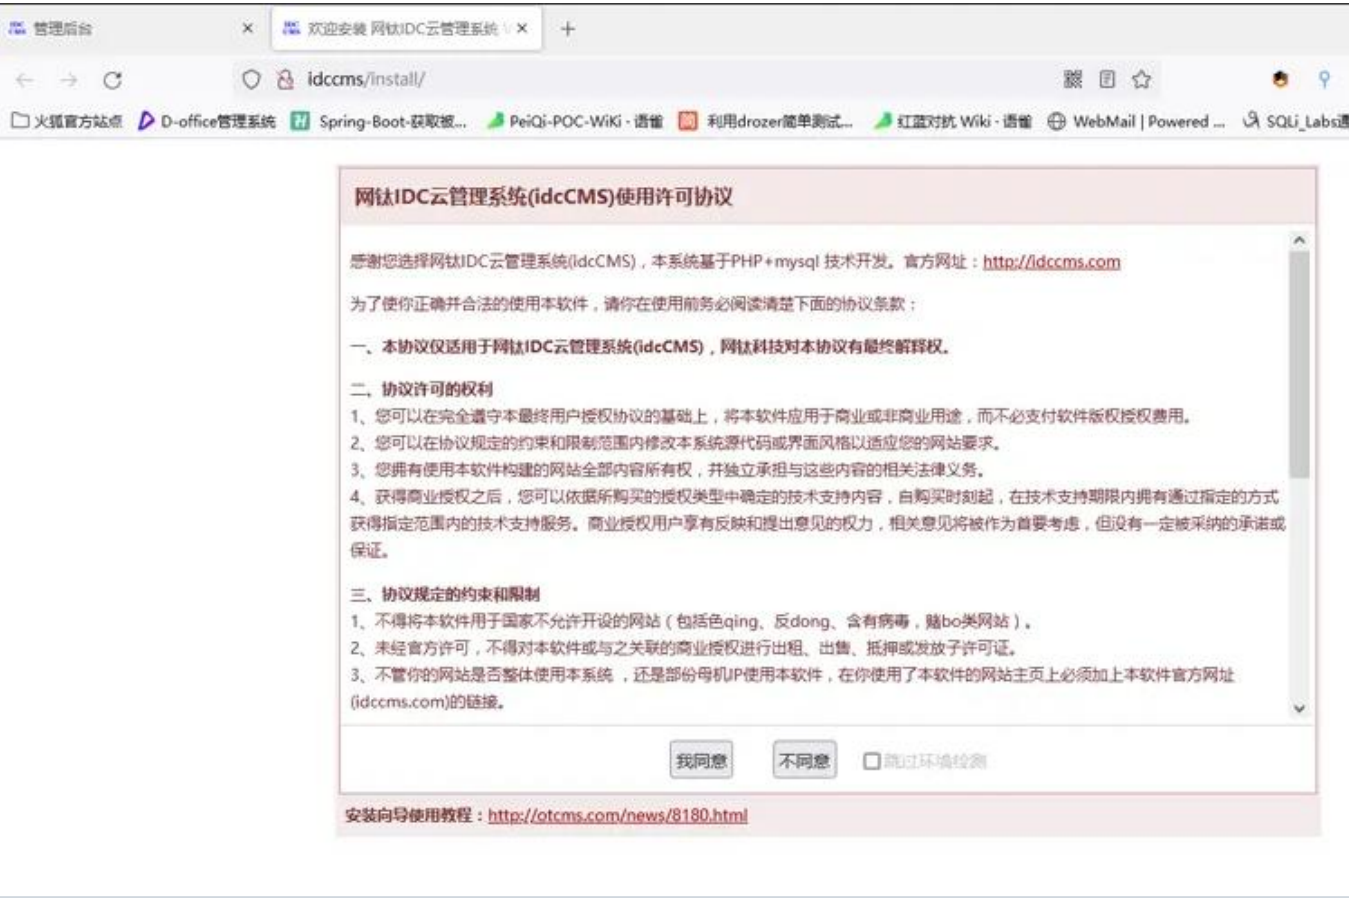 管理后台
欢迎安装 网钛IDC云管理系统
idccms/install/
火狐官方站点 D-office管理系统 Spring-Boot-获取被... PeiQi-POC-WiKi - 语雀 利用drozer简单测试... 红蓝对抗 Wiki - 语雀 WebMail | Powered ... SQLi_Labs通
网钛IDC云管理系统(idcCMS)使用许可协议
感谢您选择网钛IDC云管理系统(idcCMS)，本系统基于PHP+mysql 技术开发。官方网址：http://idccms.com
为了使你正确并合法的使用本软件，请你在使用前务必阅读清楚下面的协议条款：
一、本协议仅适用于网钛IDC云管理系统(idcCMS)，网钛科技对本协议有最终解释权。
二、协议许可的权利
1、您可以在完全遵守本最终用户授权协议的基础上，将本软件应用于商业或非商业用途，而不必支付软件版权授权费用。
2、您可以在协议规定的约束和限制范围内修改本系统源代码或界面风格以适应您的网站要求。
3、您拥有使用本软件构建的网站全部内容所有权，并独立承担与这些内容的相关法律义务。
4、获得商业授权之后，您可以依据所购买的授权类型中确定的技术支持内容，自购买时刻起，在技术支持期限内拥有通过指定的方式
获得指定范围内的技术支持服务。商业授权用户享有反映和提出意见的权力，相关意见将被作为首要考虑，但没有一定被采纳的承诺或
保证。
三、协议规定的约束和限制
1、不得将本软件用于国家不允许开设的网站（包括色qing、反dong、含有病毒，赌bo类网站）。
2、未经官方许可，不得对本软件或与之关联的商业授权进行出租、出售、抵押或发放子许可证。
3、不管你的网站是否整体使用本系统 ，还是部份母机IP使用本软件，在你使用了本软件的网站主页上必须加上本软件官方网址
(idccms.com)的链接。
我同意 不同意 跳过环境检测
安装向导使用教程：http://otcms.com/news/8180.html